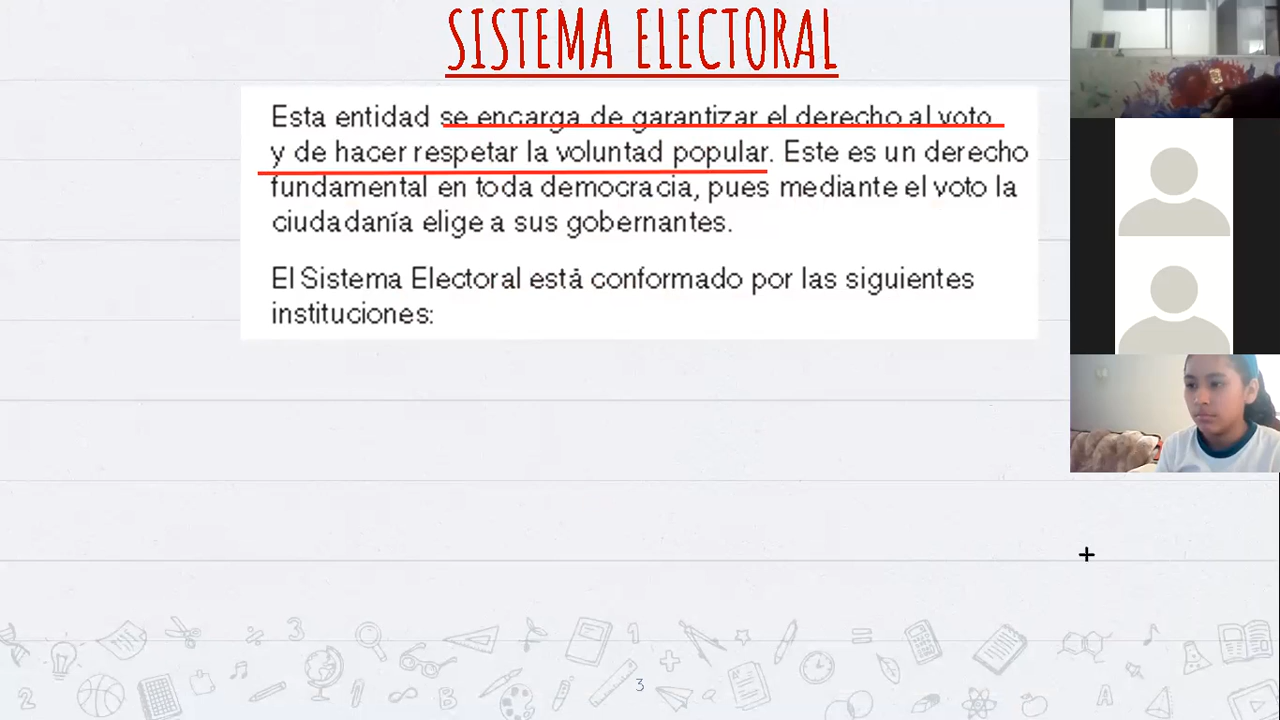 SISTEMA ELECTORAL
Esta entidad se encarga de garantizar el derecho al voto
y de hacer respetar la voluntad popular. Este es un derecho
fundamental en toda democracia, pues mediante el voto la
ciudadanía elige a sus gobernantes.
El Sistema Electoral está conformado por las siguientes
instituciones:
3